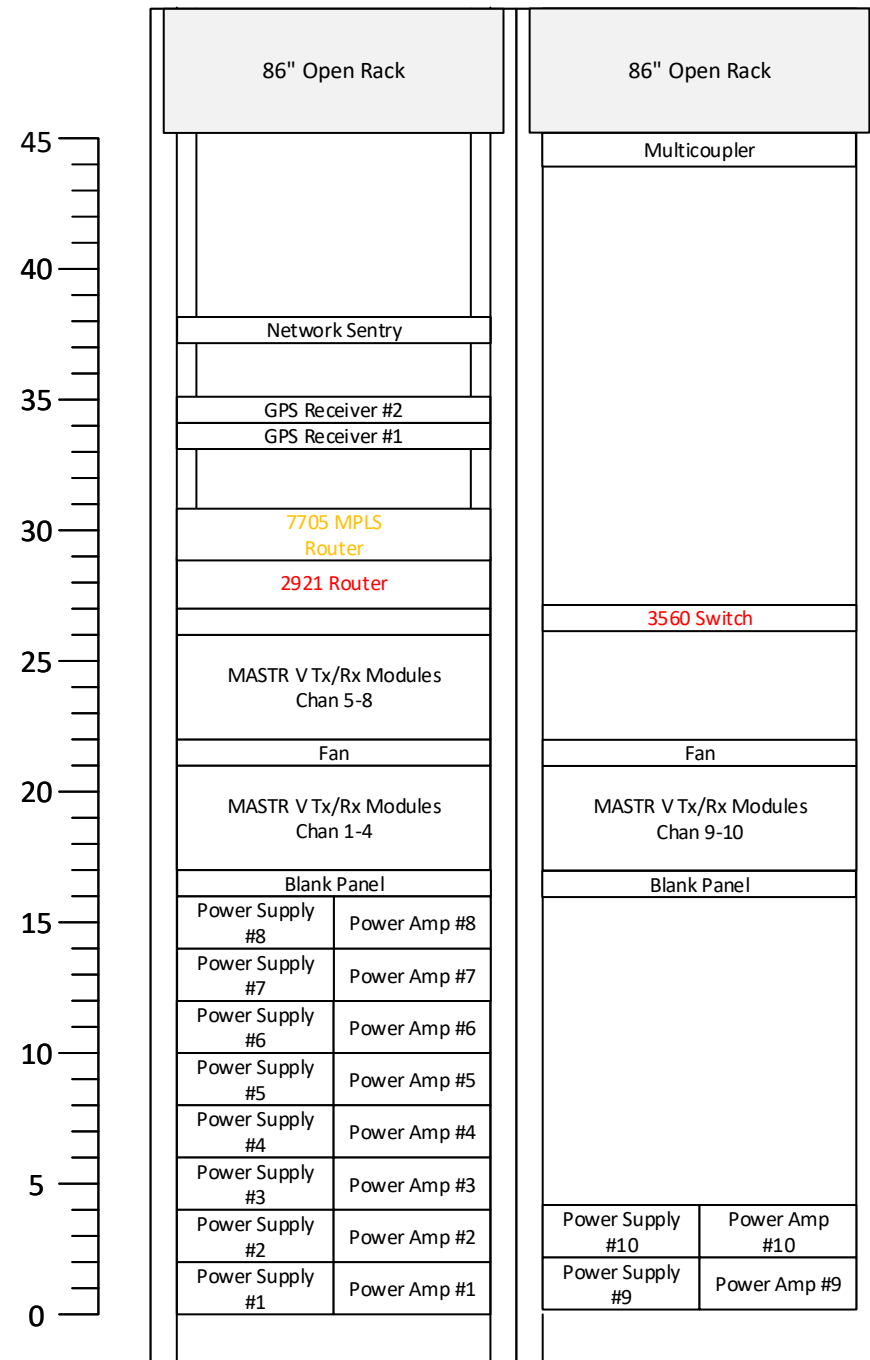 86" Open Rack
86" Open Rack
45
40
35
30
25
20
15
10
5
0
Network Sentry
GPS Receiver #2
GPS Receiver #1
7705 MPLS
Router
2921 Router
MASTR V Tx/Rx Modules
Chan 5-8
Fan
MASTR V Tx/Rx Modules
Chan 1-4
Blank Panel
Power Supply
#8
Power Amp #8
Power Supply
#7
Power Amp #7
Power Supply
#6
Power Amp #6
Power Supply
#5
Power Amp #5
Power Supply
#4
Power Amp #4
Power Supply
#3
Power Amp #3
Power Supply
#2
Power Amp #2
Power Supply
#1
Power Amp #1
Multicoupler
3560 Switch
Fan
MASTR V Tx/Rx Modules
Chan 9-10
Blank Panel
Power Supply
#10
Power Amp
#10
Power Supply
#9
Power Amp #9